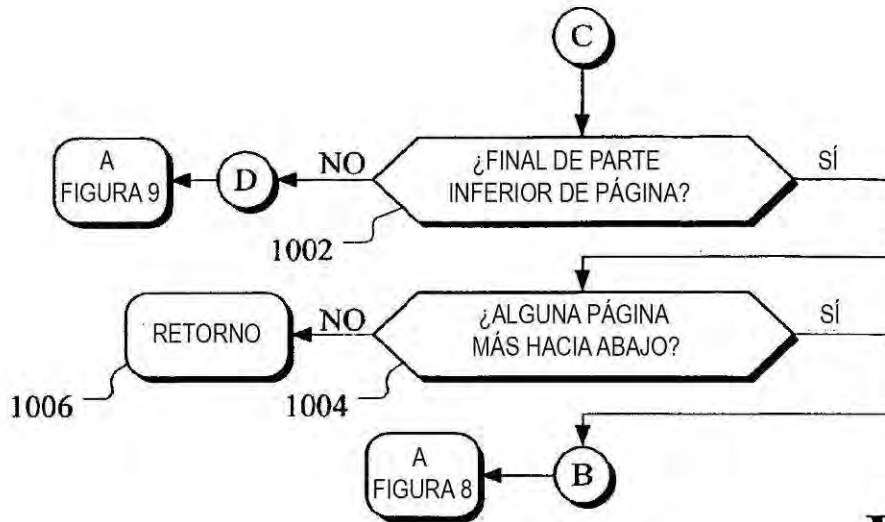 C
¿FINAL DE PARTE
INFERIOR DE PÁGINA?
SÍ
NO
D
A
FIGURA 9
1002
¿ALGUNA PÁGINA
MÁS HACIA ABAJO?
SÍ
NO
RETORNO
1006
1004
B
A
FIGURA 8